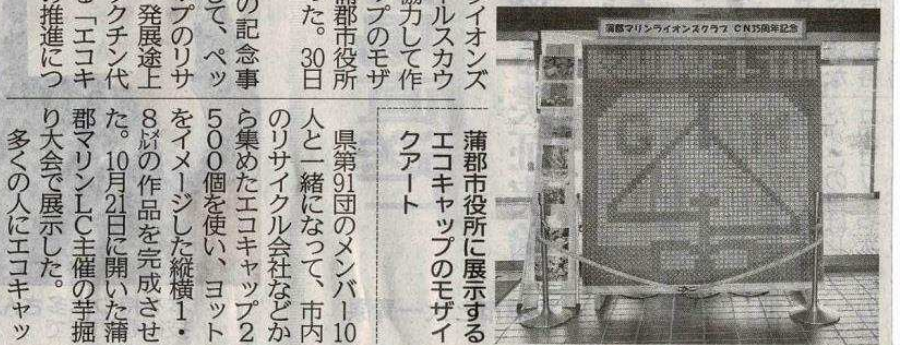 蒲郡マリンライオンズクラブ CN35周年記念
35TH
蒲郡市役所に展示する
エコキャップのモザイ
クアート
イオンズ
ルスカウ
協力して作
プのモザ
蒲郡市役所
った。30日
の記念事
して、ペッ
プのリサ
発展途上
クチン代
る「エコキ
の推進につ
県第91団のメンバー10
人と一緒になって、市内
のリサイクル会社などか
ら集めたエコキャップ2
500個を使い、ヨット
をイメージした縦横1・
8㍍の作品を完成させ
た。10月21日に開いた蒲
郡マリンLC主催の芋掘
り大会で展示した。
多くの人にエコキャッ